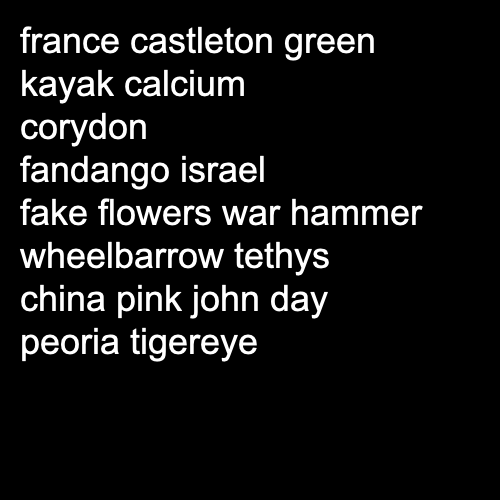 france castleton green
kayak calcium
corydon
fandango israel
fake flowers war hammer
wheelbarrow tethys
china pink john day
peoria tigereye